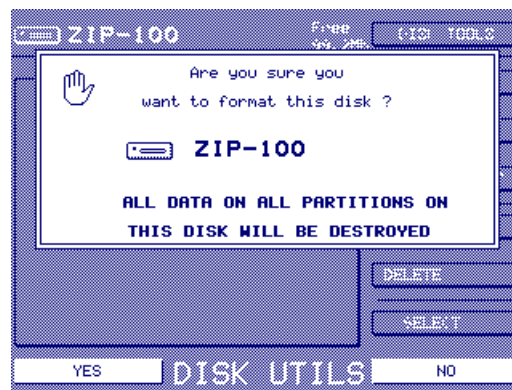 ZIP-100
Free
DISK TOOLS
Are you sure you
want to format this disk ?
ZIP-100
ALL DATA ON ALL PARTITIONS ON
THIS DISK WILL BE DESTROYED
DELETE
SELECT
YES
DISK UTILS
NO